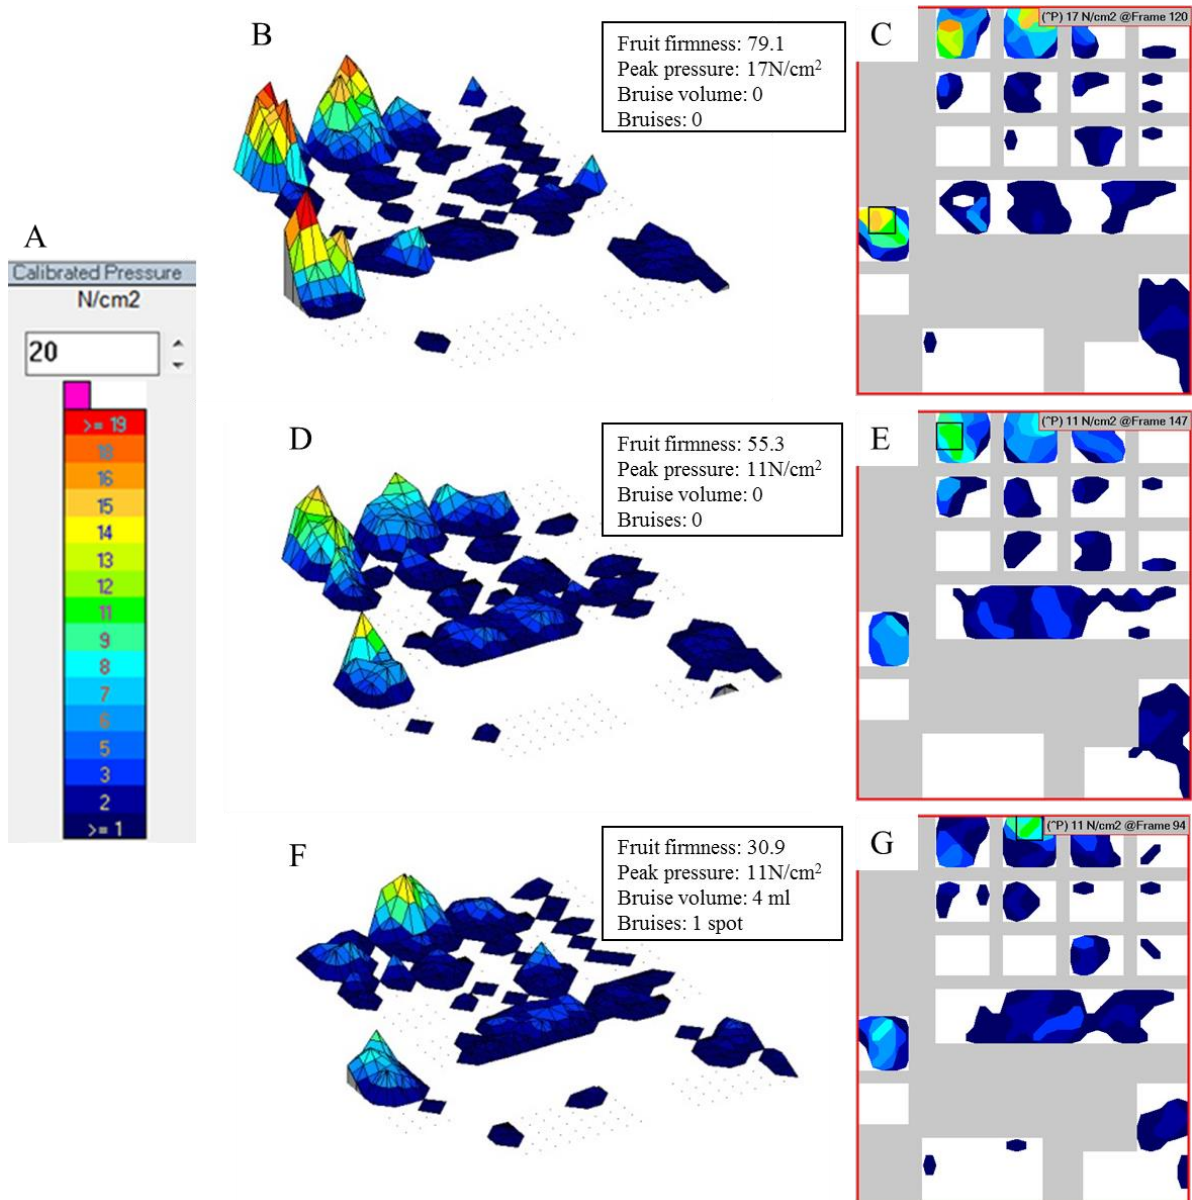 A
Calibrated Pressure
N/cm2
20
>= 19
18
16
15
14
13
12
11
9
8
7
6
5
3
2
>= 1
B
Fruit firmness: 79.1
Peak pressure: 17N/cm²
Bruise volume: 0
Bruises: 0
C
(^P) 17 N/cm2 @Frame 120
D
Fruit firmness: 55.3
Peak pressure: 11N/cm²
Bruise volume: 0
Bruises: 0
E
(^P) 11 N/cm2 @Frame 147
F
Fruit firmness: 30.9
Peak pressure: 11N/cm²
Bruise volume: 4 ml
Bruises: 1 spot
G
(^P) 11 N/cm2 @Frame 94